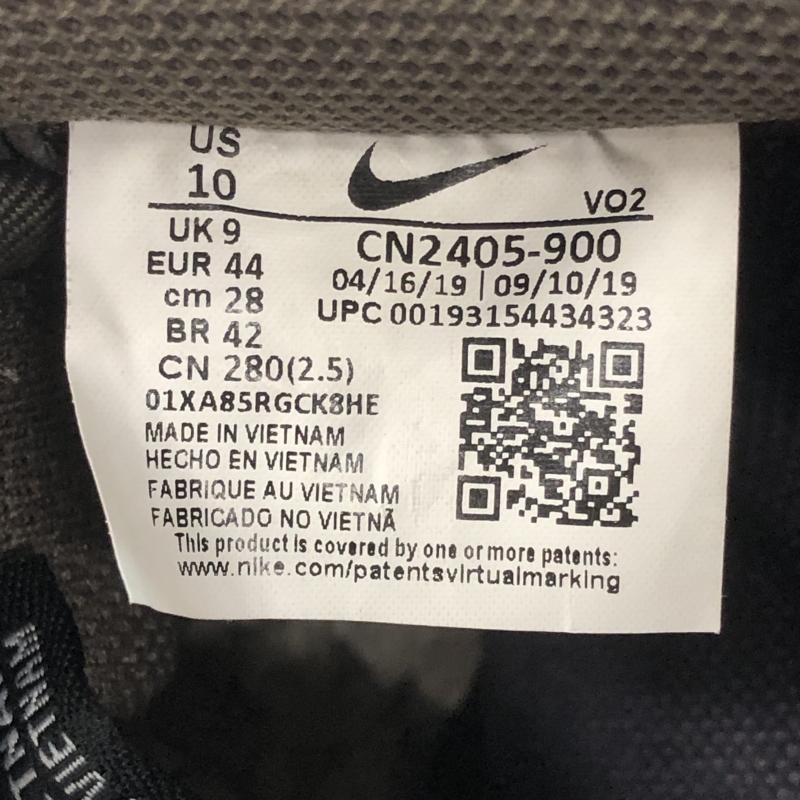 US
10
VO2
UK 9
EUR 44
cm 28
BR 42
CN 280(2.5)
CN2405-900
04/16/19 | 09/10/19
UPC 00193154434323
01XA85RGCK8HE
MADE IN VIETNAM
HECHO EN VIETNAM
FABRIQUE AU VIETNAM
FABRICADO NO VIETNÃ
This product is covered by one or more patents:
www.nike.com/patentsvirtualmarking
VIETNAM